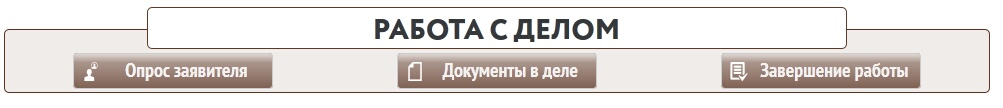 РАБОТА С ДЕЛОМ
Опрос заявителя
Документы в деле
Завершение работы